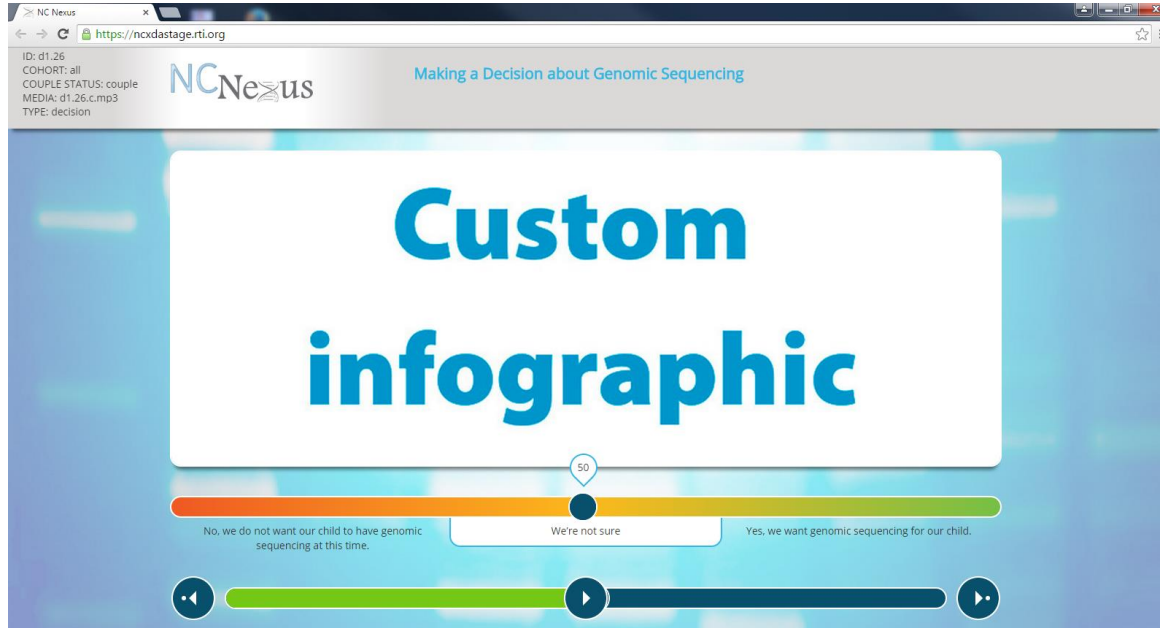 NC Nexus
https://ncxdastage.rti.org
ID: d1.26
COHORT: all
COUPLE STATUS: couple
MEDIA: d1.26.c.mp3
TYPE: decision
NCNexus
Making a Decision about Genomic Sequencing
Custom
infographic
50
No, we do not want our child to have genomic
sequencing at this time.
We're not sure
Yes, we want genomic sequencing for our child.